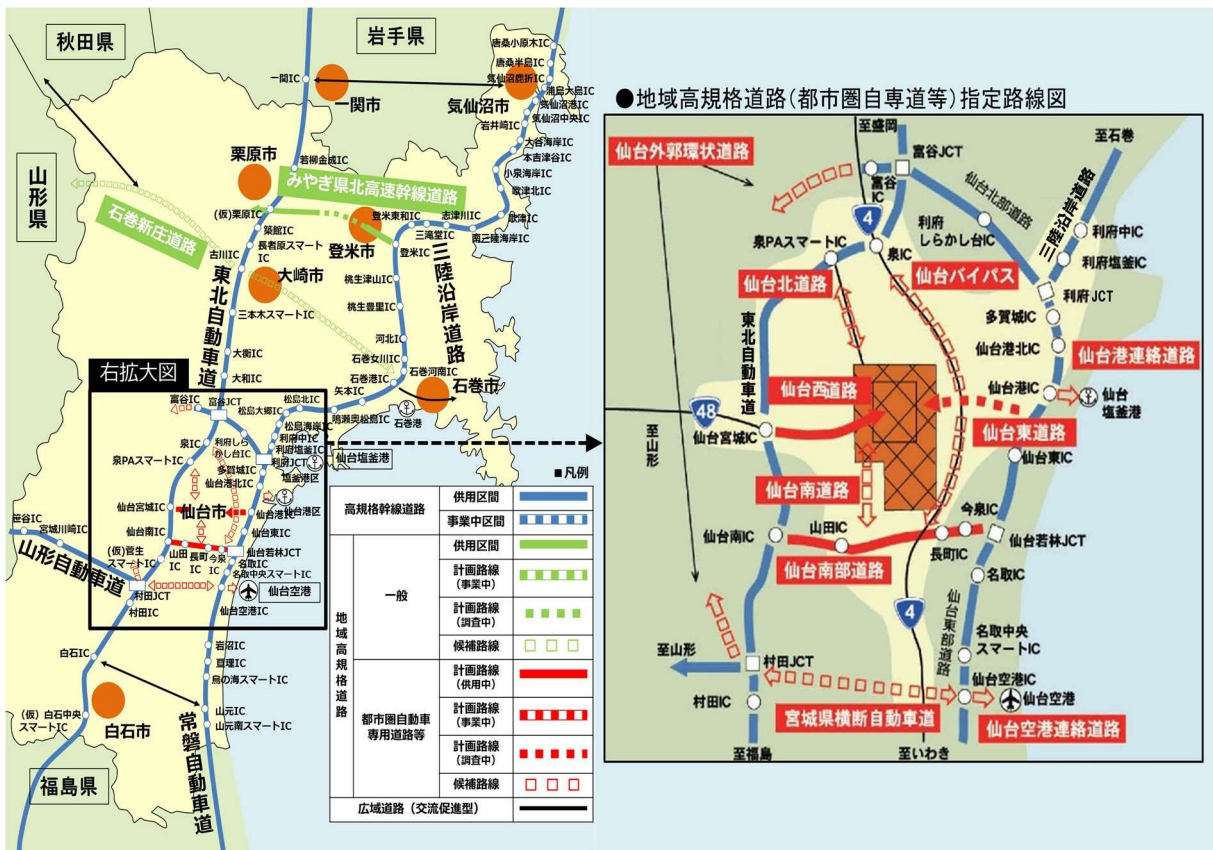 秋田県
岩手県
山形県
福島県
一関IC
一関市
気仙沼市
唐桑小原木IC
唐桑半島IC
気仙沼鹿折IC
浦島大島IC
気仙沼港IC
気仙沼中央IC
岩井崎IC
大谷海岸IC
本吉津谷IC
小泉海岸IC
歌津北IC
歌津IC
南三陸海岸IC
志津川IC
三滝堂IC
登米東和IC
登米IC
桃生津山IC
桃生豊里IC
河北IC
石巻女川IC
石巻河南IC
石巻港IC
矢本IC
鳴瀬奥松島IC
石巻市
石巻港
三陸沿岸道路
栗原市
若柳金成IC
みやぎ県北高速幹線道路
(仮)栗原IC
築館IC
長者原スマート
IC
登米市
石巻新庄道路
古川IC
大崎市
三本木スマートIC
東北自動車道
大衡IC
大和IC
右拡大図
富谷IC
富谷JCT
松島大郷IC
松島北IC
松島海岸IC
利府中IC
利府塩釜IC
利府JCT
利府しら
かし台IC
多賀城IC
仙台港北IC
塩釜港区
仙台塩釜港
泉IC
泉PAスマートIC
仙台宮城IC
仙台市
仙台港IC
仙台港区
仙台東IC
仙台南IC
(仮)菅生
スマートIC
山田
IC
長町
IC
今泉
IC
仙台若林JCT
名取IC
名取中央スマートIC
仙台空港
仙台空港IC
笹谷IC
宮城川崎IC
山形自動車道
村田JCT
村田IC
岩沼IC
亘理IC
鳥の海スマートIC
山元IC
山元南スマートIC
白石IC
白石市
(仮)白石中央
スマートIC
常磐自動車道
■凡例
高規格幹線道路
供用区間
事業中区間
地域高規格道路
一般
供用区間
計画路線
(事業中)
計画路線
(調査中)
候補路線
都市圏自動車
専用道路等
計画路線
(供用中)
計画路線
(事業中)
計画路線
(調査中)
候補路線
広域道路(交流促進型)
●地域高規格道路(都市圏自専道等)指定路線図
至盛岡
至石巻
仙台外郭環状道路
富谷JCT
富谷
IC
仙台北部道路
三陸沿岸道路
4
利府
しらかし台IC
利府中IC
利府塩釜IC
利府JCT
泉PAスマートIC
泉IC
仙台バイパス
仙台北道路
多賀城IC
仙台港北IC
仙台港連絡道路
東北自動車道
仙台西道路
仙台港IC
仙台
塩釜港
48
仙台宮城IC
仙台東道路
仙台東IC
至山形
仙台南道路
今泉IC
山田IC
仙台南IC
長町IC
仙台若林JCT
仙台南部道路
名取IC
4
仙台東部道路
名取中央
スマートIC
至山形
村田JCT
仙台空港IC
仙台空港
村田IC
宮城県横断自動車道
仙台空港連絡道路
至福島
至いわき